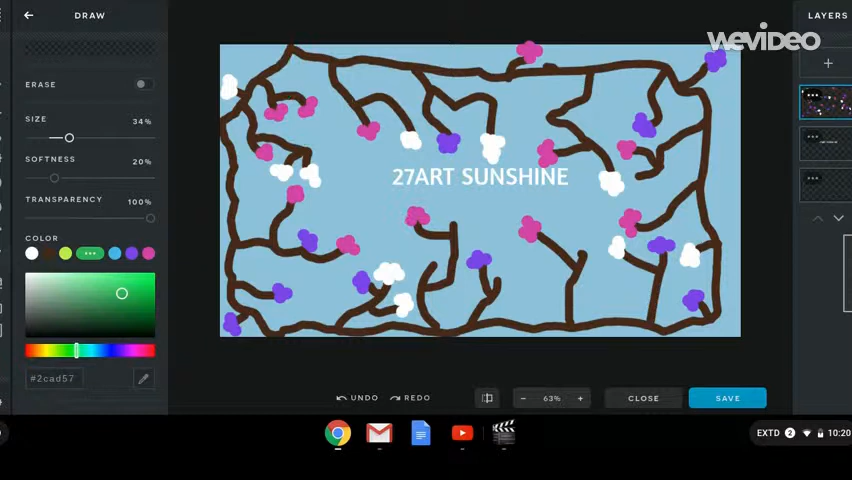 DRAW
LAYERS
wevideo
ERASE
SIZE
34%
SOFTNESS
20%
TRANSPARENCY
100%
COLOR
#2cad57
27ART SUNSHINE
UNDO
REDO
63%
CLOSE
SAVE
EXTD 2
10:20